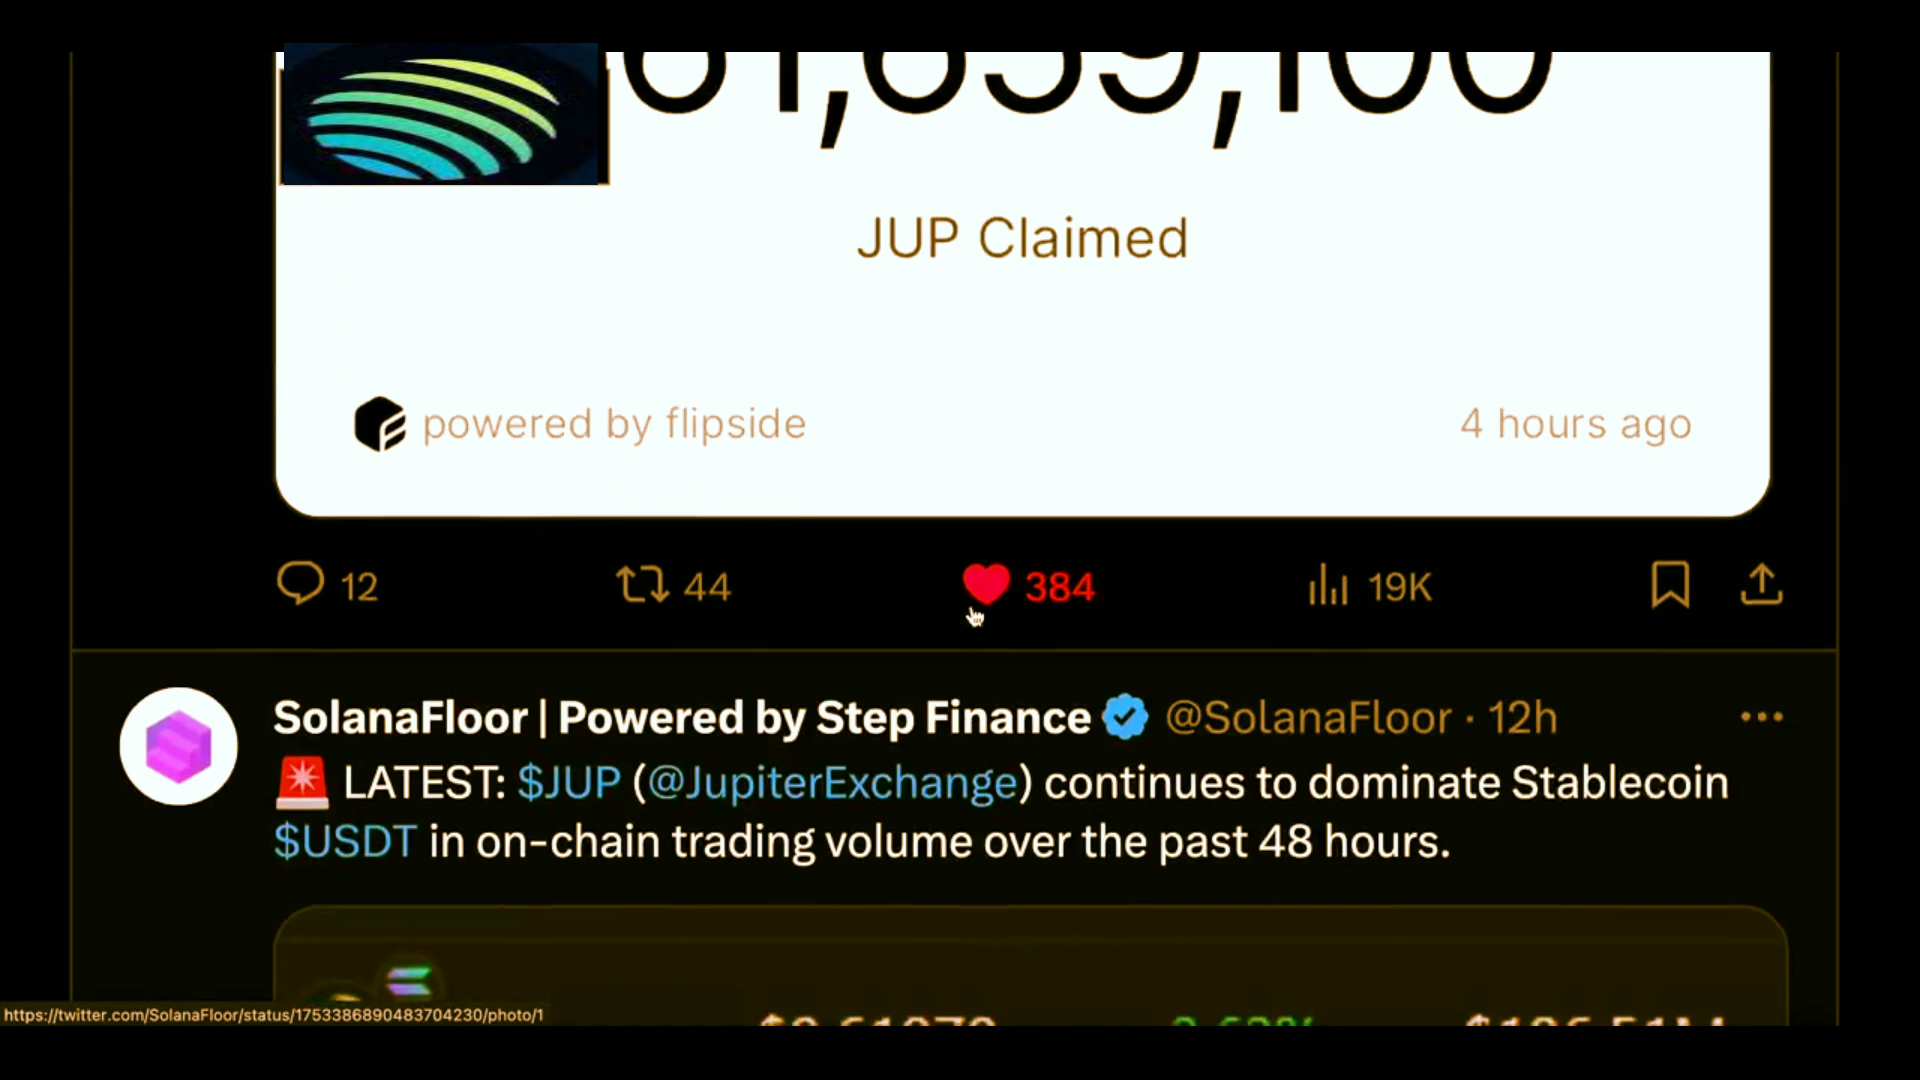 JUP Claimed
powered by flipside
4 hours ago
12
44
384
19K
SolanaFloor | Powered by Step Finance @SolanaFloor · 12h
LATEST: $JUP (@JupiterExchange) continues to dominate Stablecoin
$USDT in on-chain trading volume over the past 48 hours.
https://twitter.com/SolanaFloor/status/1753386890483704230/photo/1